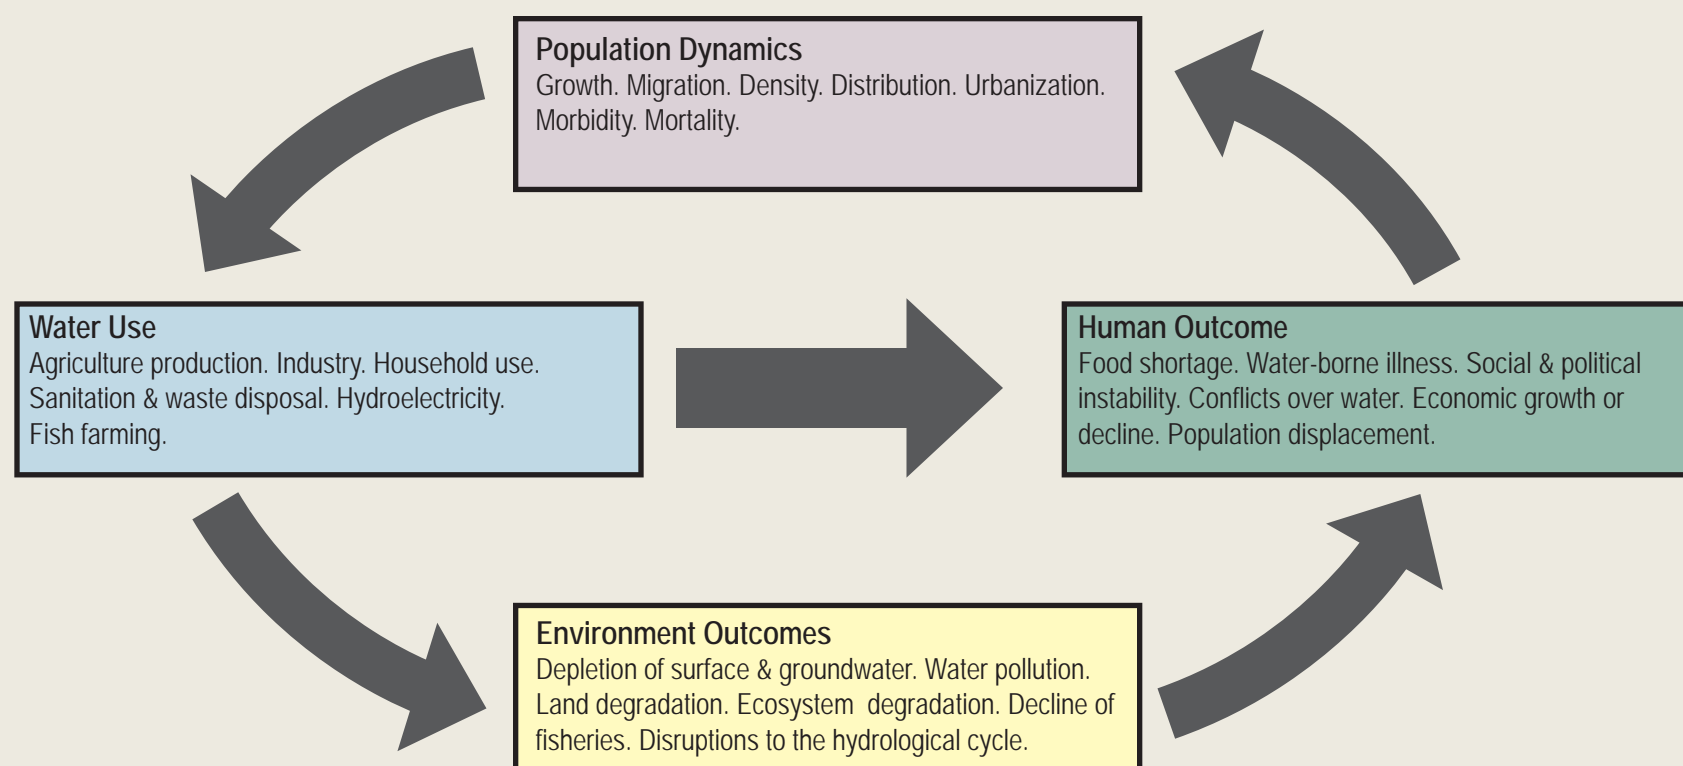 Population Dynamics
Growth. Migration. Density. Distribution. Urbanization.
Morbidity. Mortality.
Water Use
Agriculture production. Industry. Household use.
Sanitation & waste disposal. Hydroelectricity.
Fish farming.
Human Outcome
Food shortage. Water-borne illness. Social & political
instability. Conflicts over water. Economic growth or
decline. Population displacement.
Environment Outcomes
Depletion of surface & groundwater. Water pollution.
Land degradation. Ecosystem  degradation. Decline of
fisheries. Disruptions to the hydrological cycle.